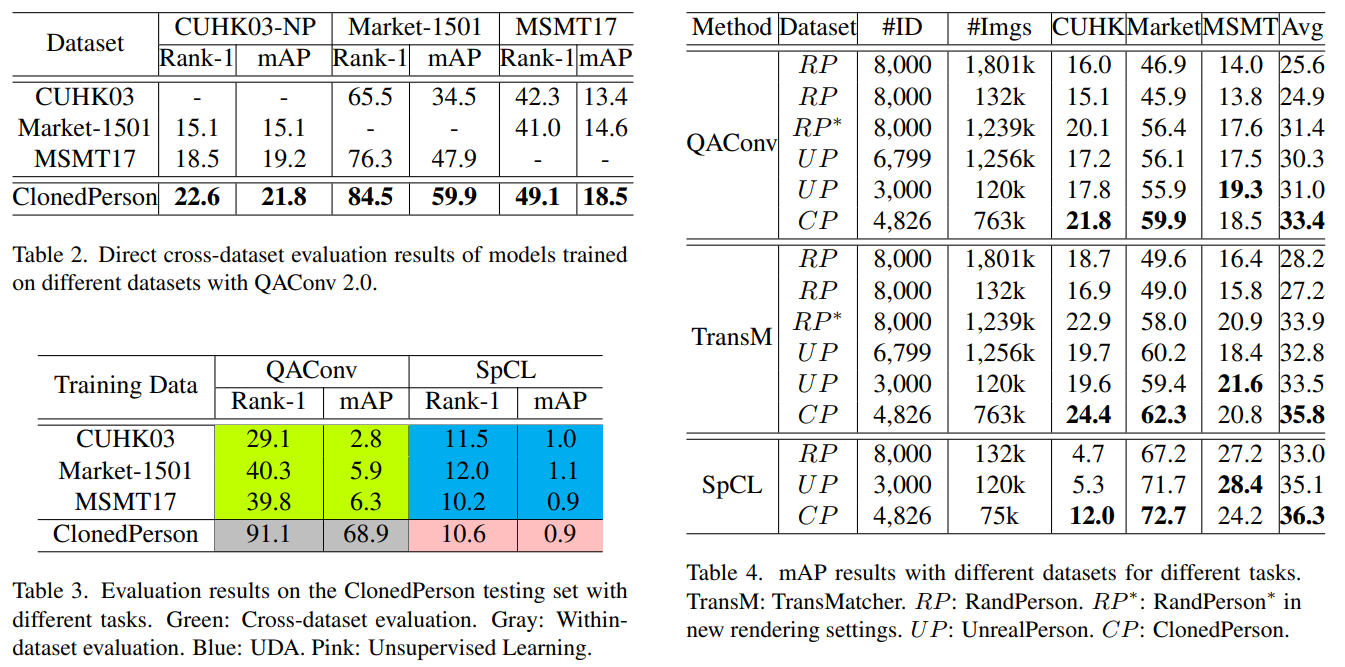 Dataset CUHK03-NP Market-1501 MSMT17
Rank-1 mAP Rank-1 mAP Rank-1 mAP
CUHK03 - - 65.5 34.5 42.3 13.4
Market-1501 15.1 15.1 - - 41.0 14.6
MSMT17 18.5 19.2 76.3 47.9 - -
ClonedPerson 22.6 21.8 84.5 59.9 49.1 18.5
Table 2. Direct cross-dataset evaluation results of models trained
on different datasets with QAConv 2.0.
Training Data QAConv SpCL
Rank-1 mAP Rank-1 mAP
CUHK03 29.1 2.8 11.5 1.0
Market-1501 40.3 5.9 12.0 1.1
MSMT17 39.8 6.3 10.2 0.9
ClonedPerson 91.1 68.9 10.6 0.9
Table 3. Evaluation results on the ClonedPerson testing set with
different tasks. Green: Cross-dataset evaluation. Gray: Within-
dataset evaluation. Blue: UDA. Pink: Unsupervised Learning.
Method Dataset #ID #Imgs CUHK Market MSMT Avg
QAConv
RP 8,000 1,801k 16.0 46.9 14.0 25.6
RP 8,000 132k 15.1 45.9 13.8 24.9
RP* 8,000 1,239k 20.1 56.4 17.6 31.4
UP 6,799 1,256k 17.2 56.1 17.5 30.3
UP 3,000 120k 17.8 55.9 19.3 31.0
CP 4,826 763k 21.8 59.9 18.5 33.4
TransM
RP 8,000 1,801k 18.7 49.6 16.4 28.2
RP 8,000 132k 16.9 49.0 15.8 27.2
RP* 8,000 1,239k 22.9 58.0 20.9 33.9
UP 6,799 1,256k 19.7 60.2 18.4 32.8
UP 3,000 120k 19.6 59.4 21.6 33.5
CP 4,826 763k 24.4 62.3 20.8 35.8
SpCL
RP 8,000 132k 4.7 67.2 27.2 33.0
UP 3,000 120k 5.3 71.7 28.4 35.1
CP 4,826 75k 12.0 72.7 24.2 36.3
Table 4. mAP results with different datasets for different tasks.
TransM: TransMatcher. RP: RandPerson. RP*: RandPerson* in
new rendering settings. UP: UnrealPerson. CP: ClonedPerson.